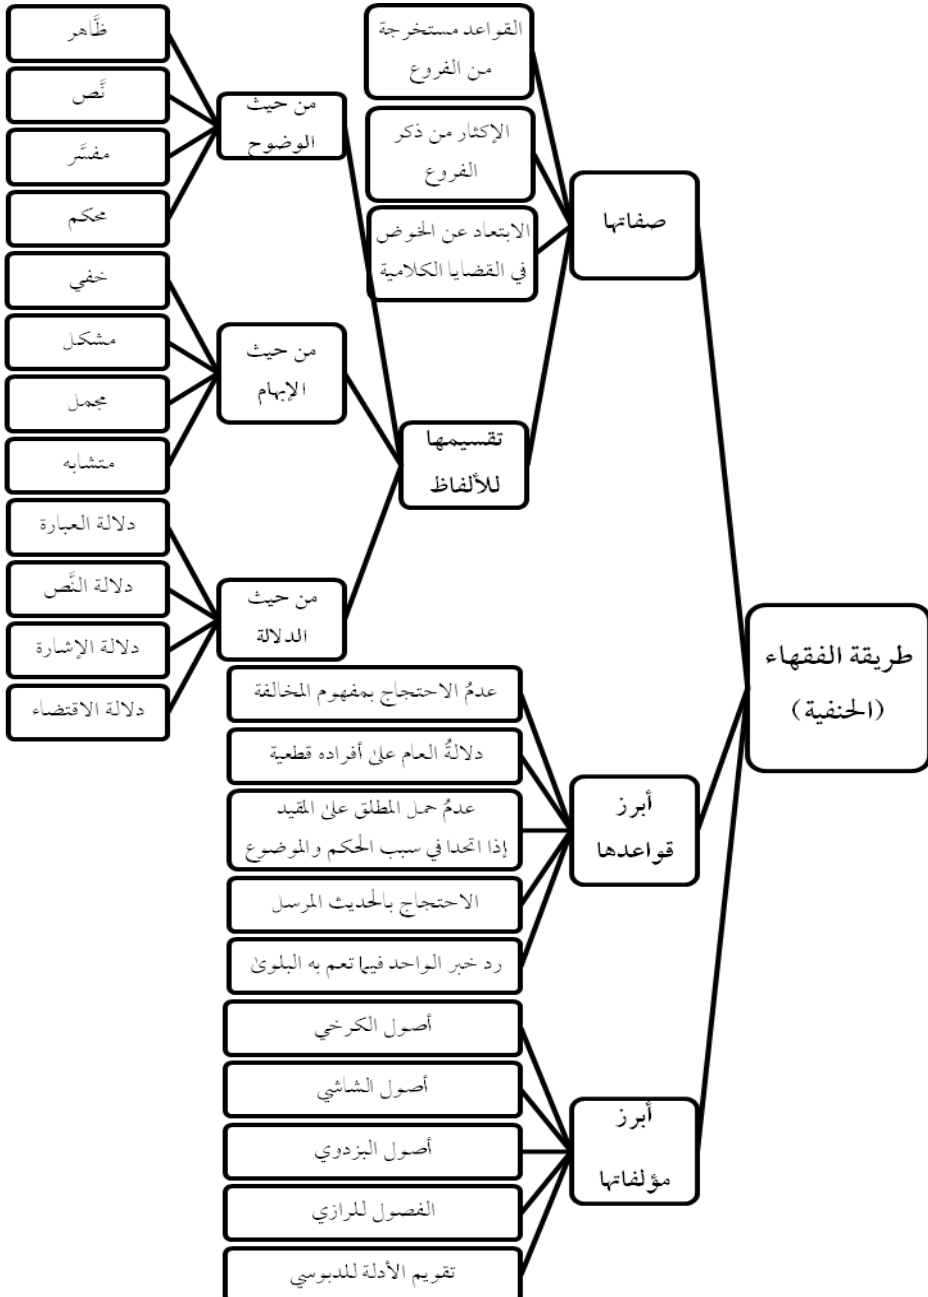 طريقة الفقهاء
(الحنفية)
صفاتها
القواعد مستخرجة
من الفروع
الإكثار من ذكر
الفروع
الابتعاد عن الخوض
في القضايا الكلامية
تقسيمها
للألفاظ
من حيث
الوضوح
ظَّاهر
نَّص
مفسَّر
محكم
من حيث
الإبهام
خفي
مشكل
مجمل
متشابه
من حيث
الدلالة
دلالة العبارة
دلالة النَّص
دلالة الإشارة
دلالة الاقتضاء
أبرز
قواعدها
عدمُ الاحتجاج بمفهوم المخالفة
دلالةُ العام علىٰ أفراده قطعية
عدمُ حمل المطلق علىٰ المقيد
إذا اتحدا في سبب الحكم والموضوع
الاحتجاج بالحديث المرسل
رد خبر الواحد فيما تعم به البلوىٰ
أبرز
مؤلفاتها
أصول الكرخي
أصول الشاشي
أصول البزدوي
الفصول للرازي
تقويم الأدلة للدبوسي